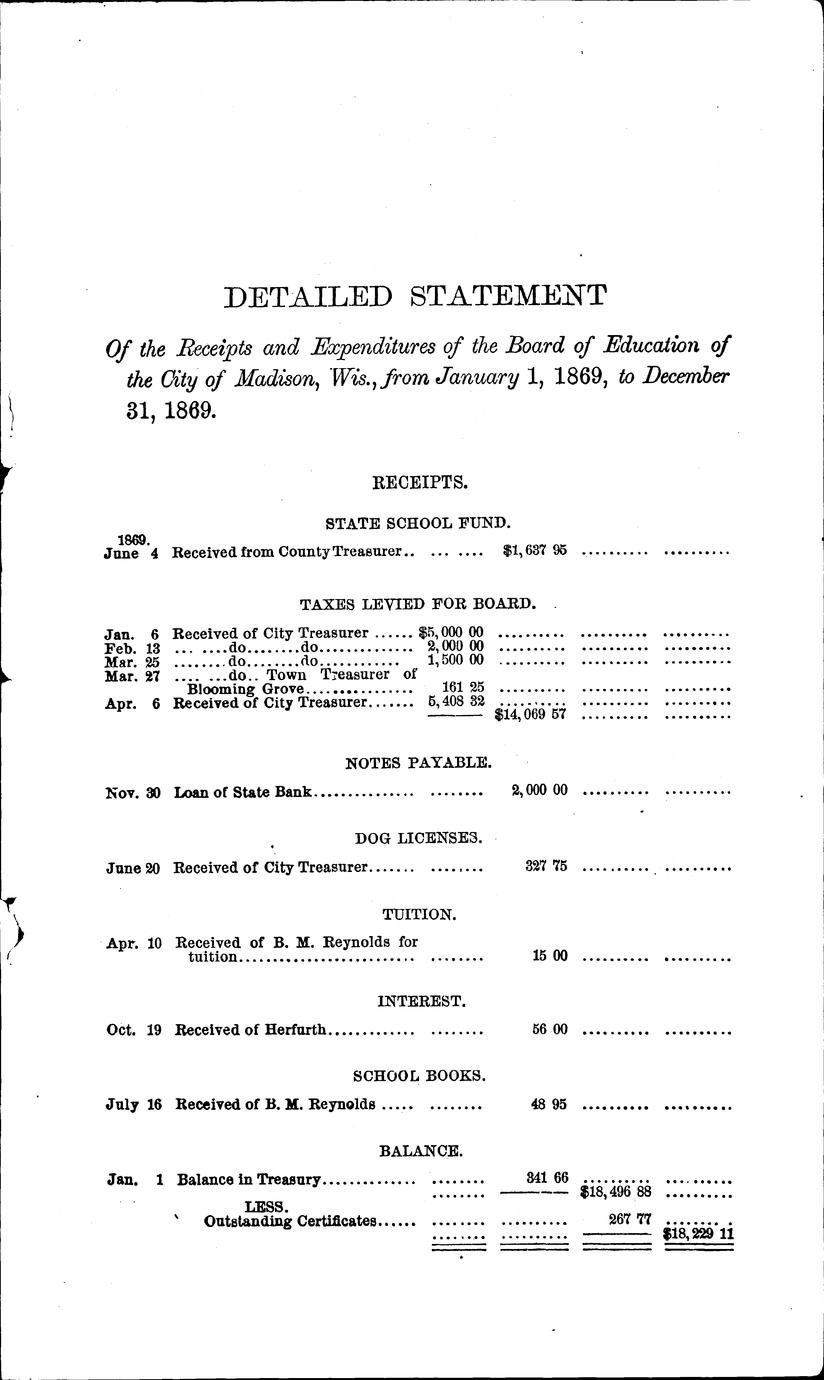 DETAILED STATEMENT
Of the Receipts and Expenditures of the Board of Education of
the City of Madison, Wis., from January 1, 1869, to December
31, 1869.
RECEIPTS.
STATE SCHOOL FUND.
1869.
June 4 Received from County Treasurer.. ... .... $1,637 95 .......... ..........
TAXES LEVIED FOR BOARD.
Jan. 6 Received of City Treasurer ...... $5,000 00 .......... .......... ..........
Feb. 13 ... ....do........do.............. 2,000 00 .......... .......... ..........
Mar. 25 ........do........do............ 1,500 00 .......... .......... ..........
Mar. 27 .... ...do.. Town Treasurer of
Blooming Grove................ 161 25 .......... .......... ..........
Apr. 6 Received of City Treasurer....... 5,408 32 .......... .......... ..........
$14,069 57 .......... ..........
NOTES PAYABLE.
Nov. 30 Loan of State Bank............... ........ 2,000 00 .......... ..........
DOG LICENSES.
June 20 Received of City Treasurer....... ........ 327 75 .......... ..........
TUITION.
Apr. 10 Received of B. M. Reynolds for
tuition.......................... ........ 15 00 .......... ..........
INTEREST.
Oct. 19 Received of Herfurth............. ........ 56 00 .......... ..........
SCHOOL BOOKS.
July 16 Received of B. M. Reynolds ..... ........ 48 95 .......... ..........
BALANCE.
Jan. 1 Balance in Treasury.............. ........ 341 66 .......... ..........
........ $18,496 88 ..........
LESS.
Outstanding Certificates...... ........ .......... 267 77 ..........
........ .......... $18,229 11